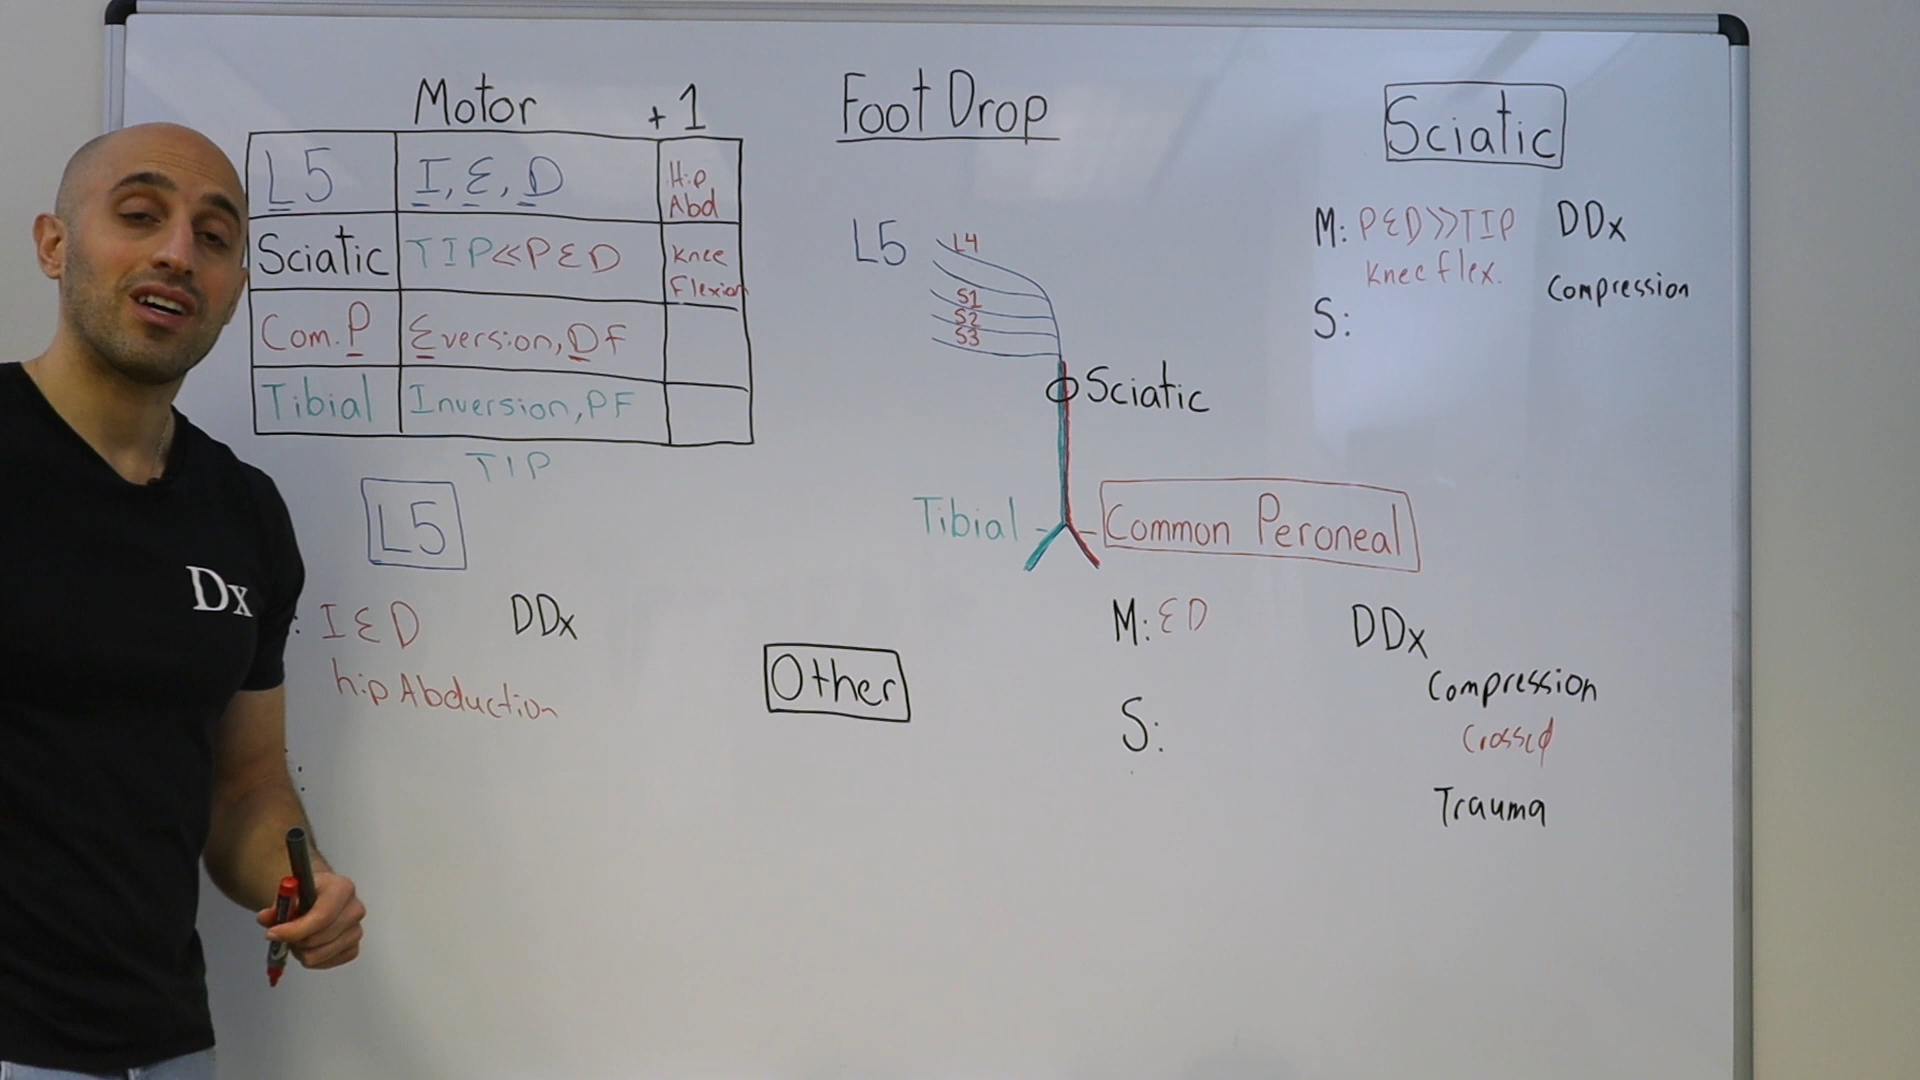 Motor +1
L5 I, E, D Hip Abd
Sciatic TIP<<PED Knee Flexion
Com. P Eversion, DF
Tibial Inversion, PF
TIP
L5
: IED
hip Abduction
DDx
Foot Drop
L5
L4
S1
S2
S3
Sciatic
Tibial
Common Peroneal
M: ED
S:
DDx
Compression
Crossed
Trauma
Other
Sciatic
M: PED>>TIP
Knee flex.
S:
DDx
Compression
Dx